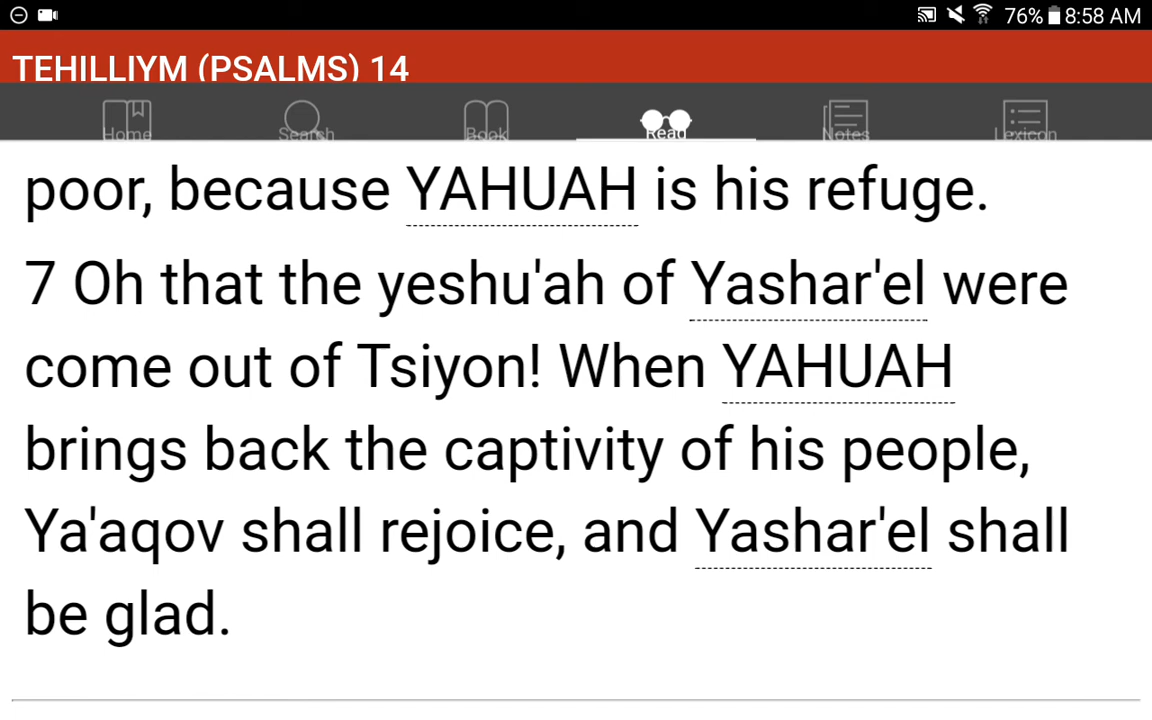 76% 8:58 AM
TEHILLIYM (PSALMS) 14
Home Search Book Read Notes Lexicon
poor, because YAHUAH is his refuge.
7 Oh that the yeshu'ah of Yashar'el were
come out of Tsiyon! When YAHUAH
brings back the captivity of his people,
Ya'aqov shall rejoice, and Yashar'el shall
be glad.